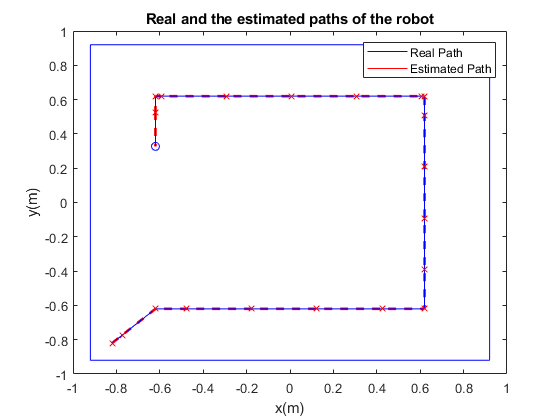 Real and the estimated paths of the robot
Real Path
Estimated Path
y(m)
1
0.8
0.6
0.4
0.2
0
-0.2
-0.4
-0.6
-0.8
-1
-1 -0.8 -0.6 -0.4 -0.2 0 0.2 0.4 0.6 0.8 1
x(m)